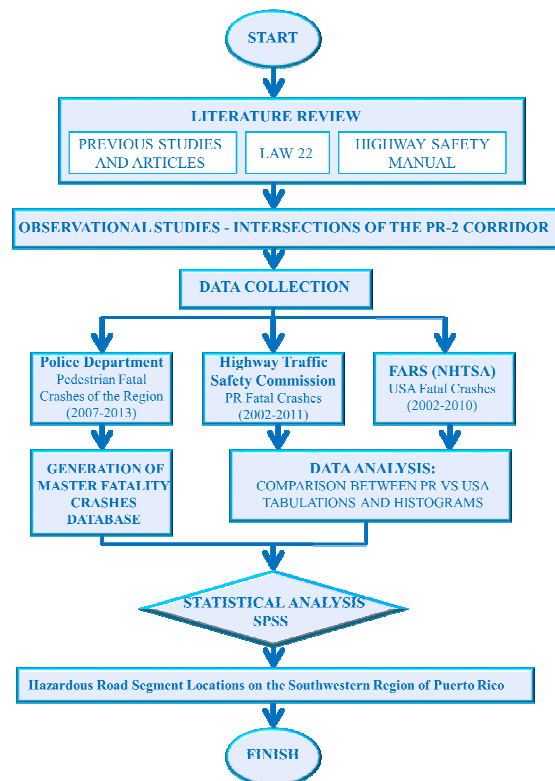 START
LITERATURE REVIEW
PREVIOUS STUDIES
AND ARTICLES
LAW 22
HIGHWAY SAFETY
MANUAL
OBSERVATIONAL STUDIES - INTERSECTIONS OF THE PR-2 CORRIDOR
DATA COLLECTION
Police Department
Pedestrian Fatal
Crashes of the Region
(2007-2013)
Highway Traffic
Safety Commission
PR Fatal Crashes
(2002-2011)
FARS (NHTSA)
USA Fatal Crashes
(2002-2010)
GENERATION OF
MASTER FATALITY
CRASHES
DATABASE
DATA ANALYSIS:
COMPARISON BETWEEN PR VS USA
TABULATIONS AND HISTOGRAMS
STATISTICAL ANALYSIS
SPSS
Hazardous Road Segment Locations on the Southwestern Region of Puerto Rico
FINISH